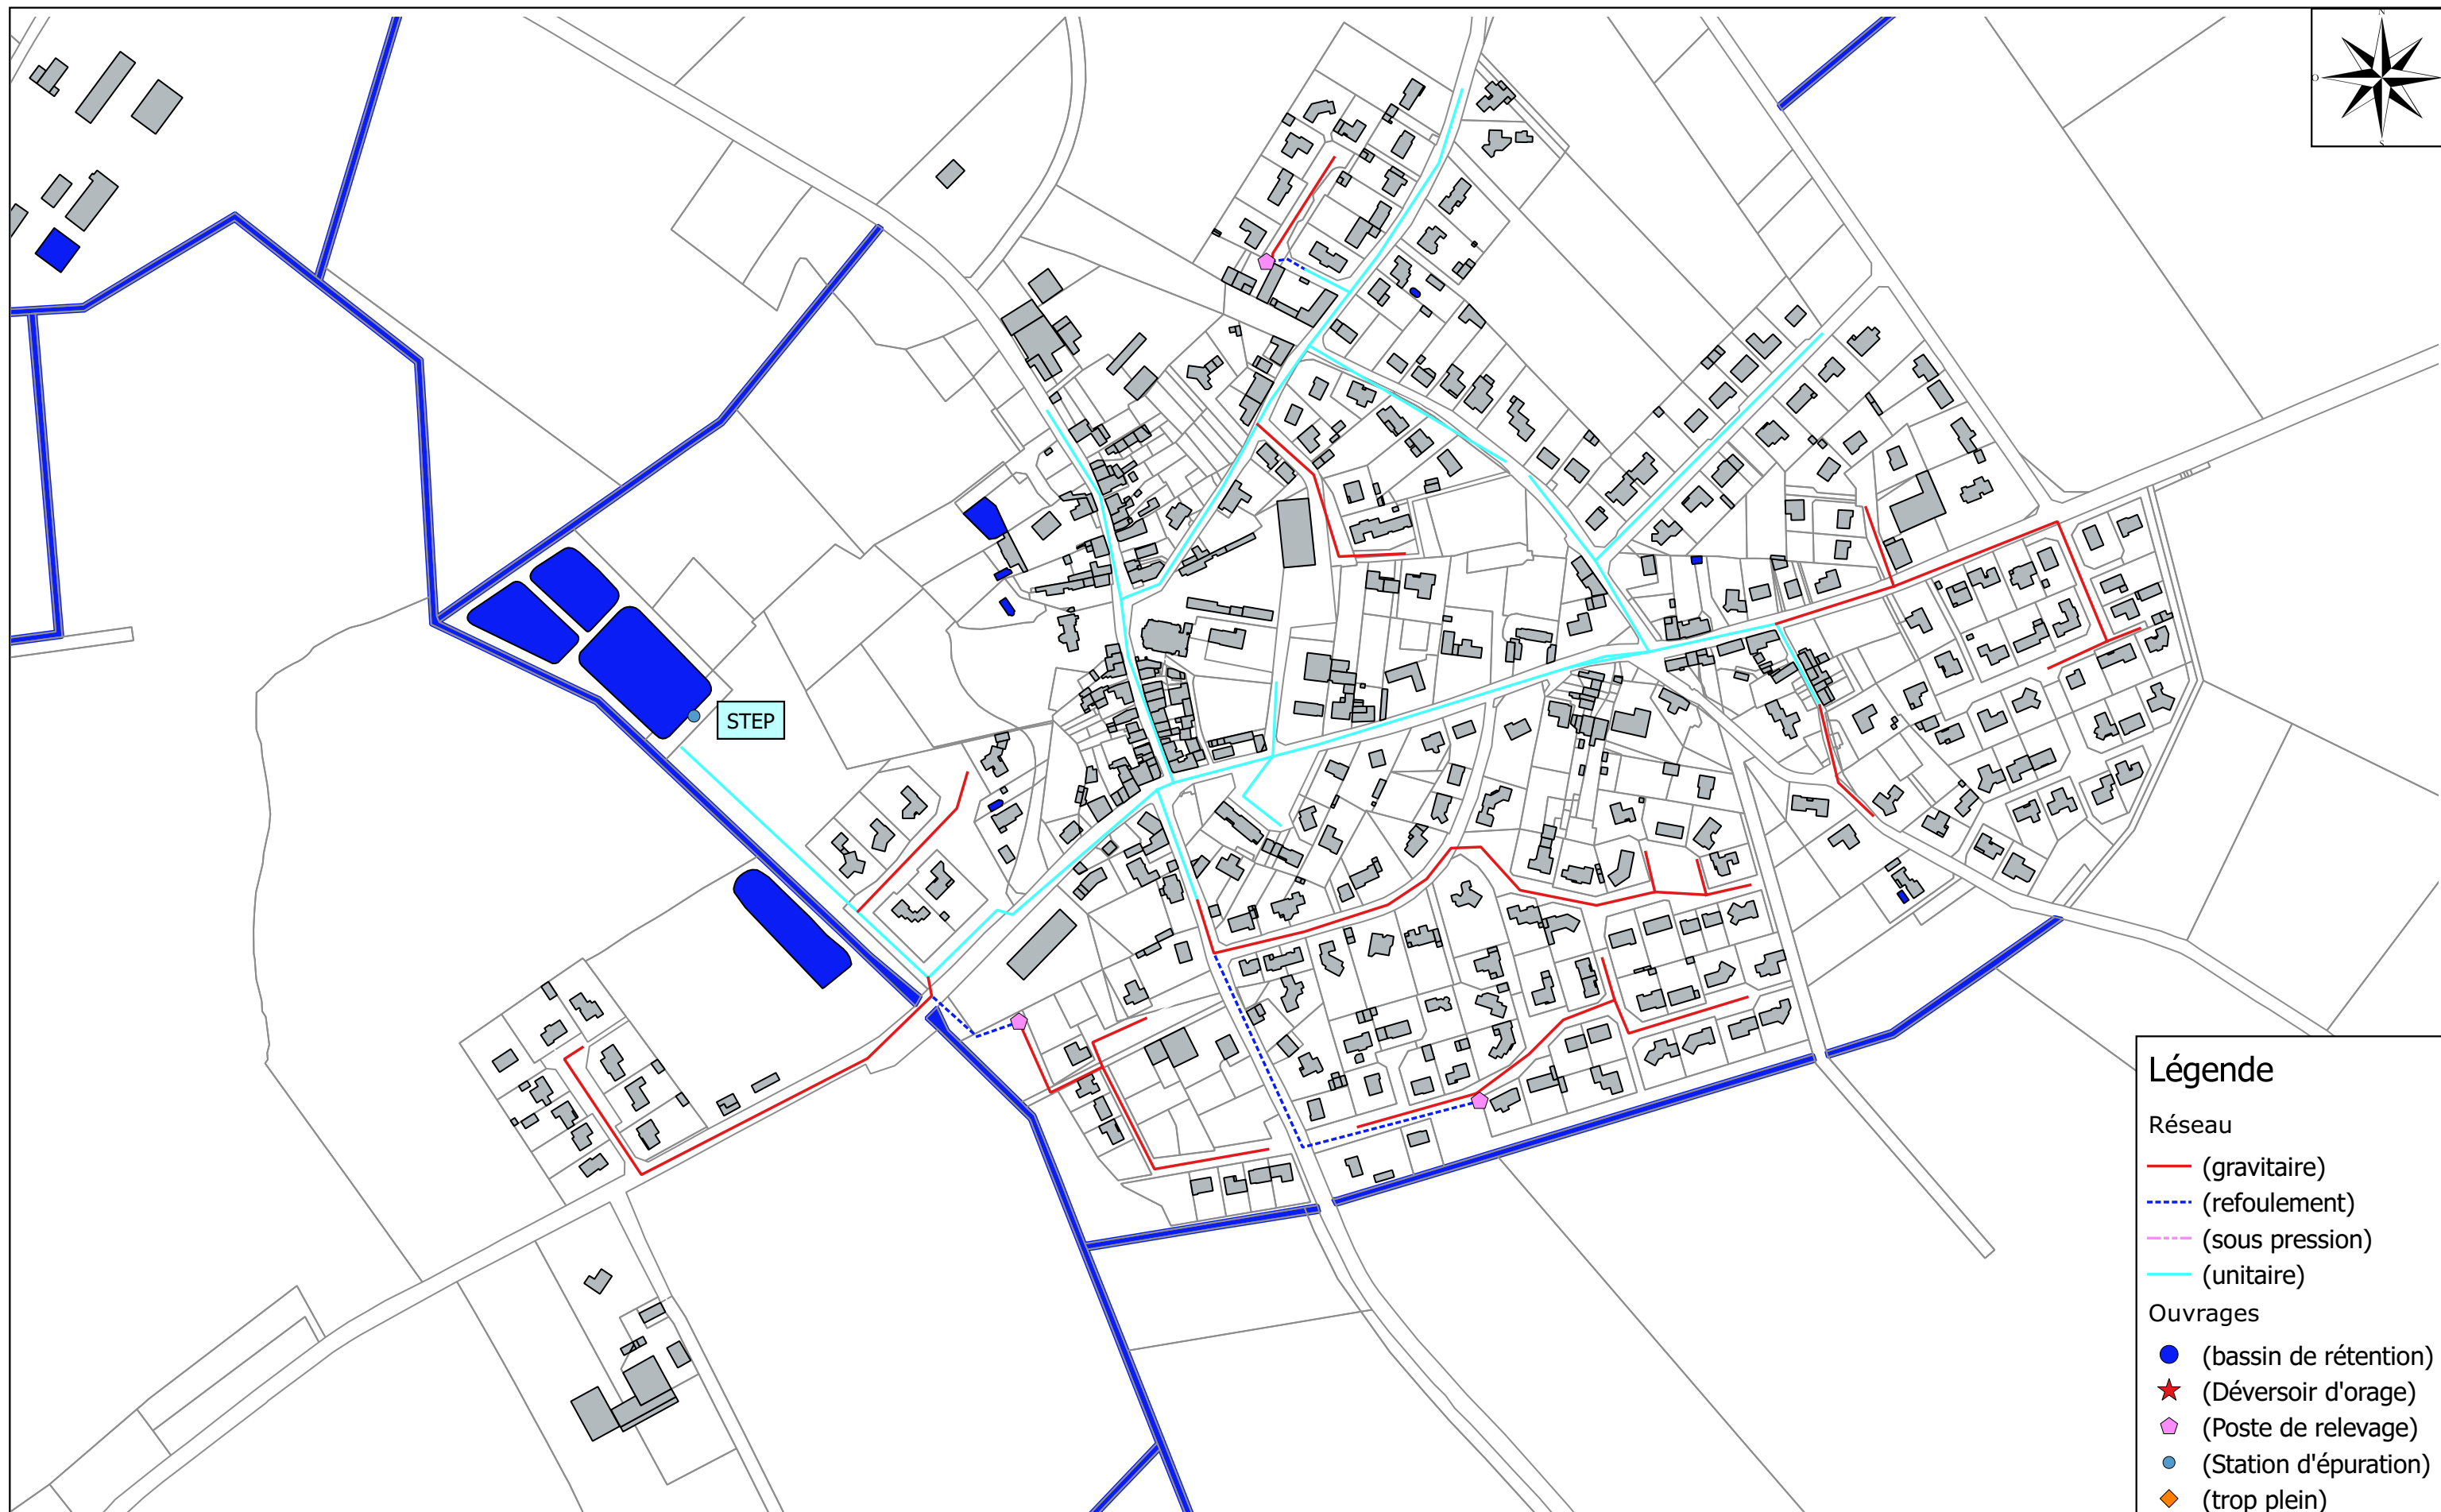 N
O
S
STEP
Légende
Réseau
(gravitaire)
(refoulement)
(sous pression)
(unitaire)
Ouvrages
(bassin de rétention)
(Déversoir d'orage)
(Poste de relevage)
(Station d'épuration)
(trop plein)